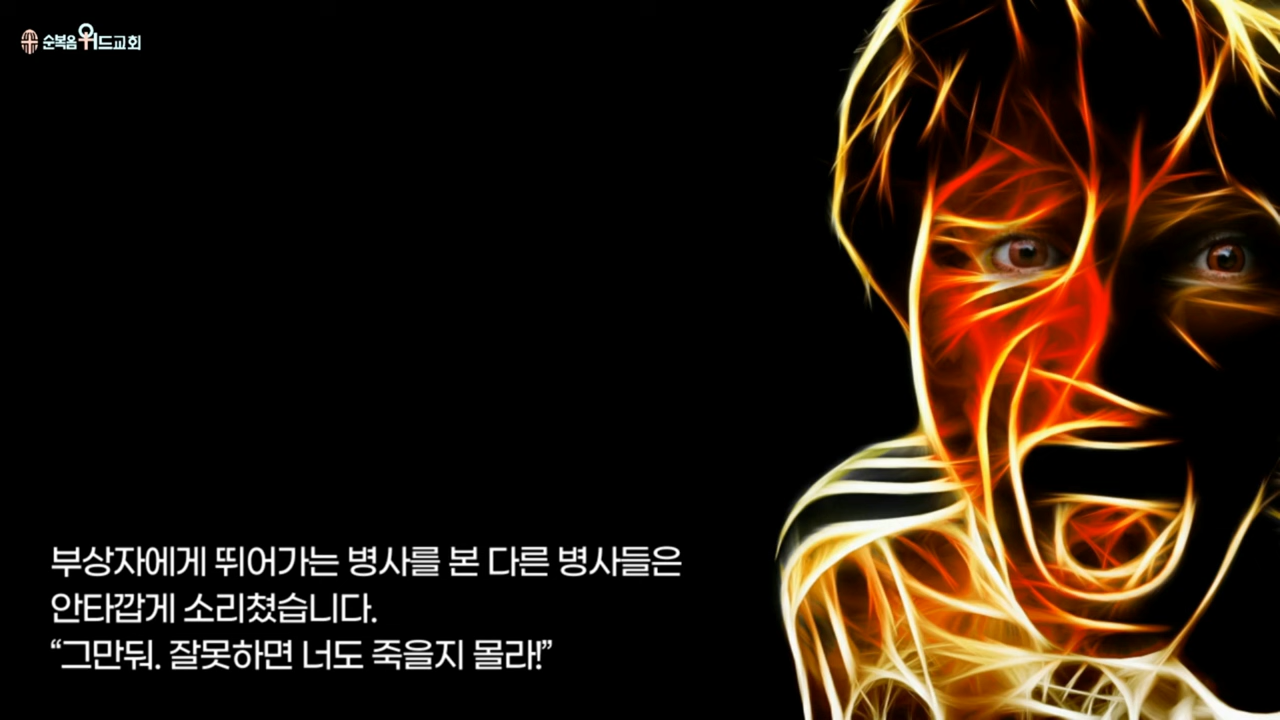 순복음위드교회
부상자에게 뛰어가는 병사를 본 다른 병사들은
안타깝게 소리쳤습니다.
“그만둬. 잘못하면 너도 죽을지 몰라!”